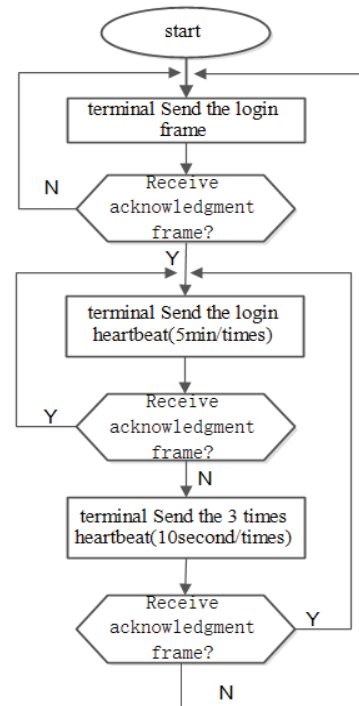 start
terminal Send the login
frame
N
Receive
acknowledgment
frame?
Y
terminal Send the login
heartbeat(5min/times)
Y
Receive
acknowledgment
frame?
N
terminal Send the 3 times
heartbeat(10second/times)
Receive
acknowledgment
frame?
Y
N